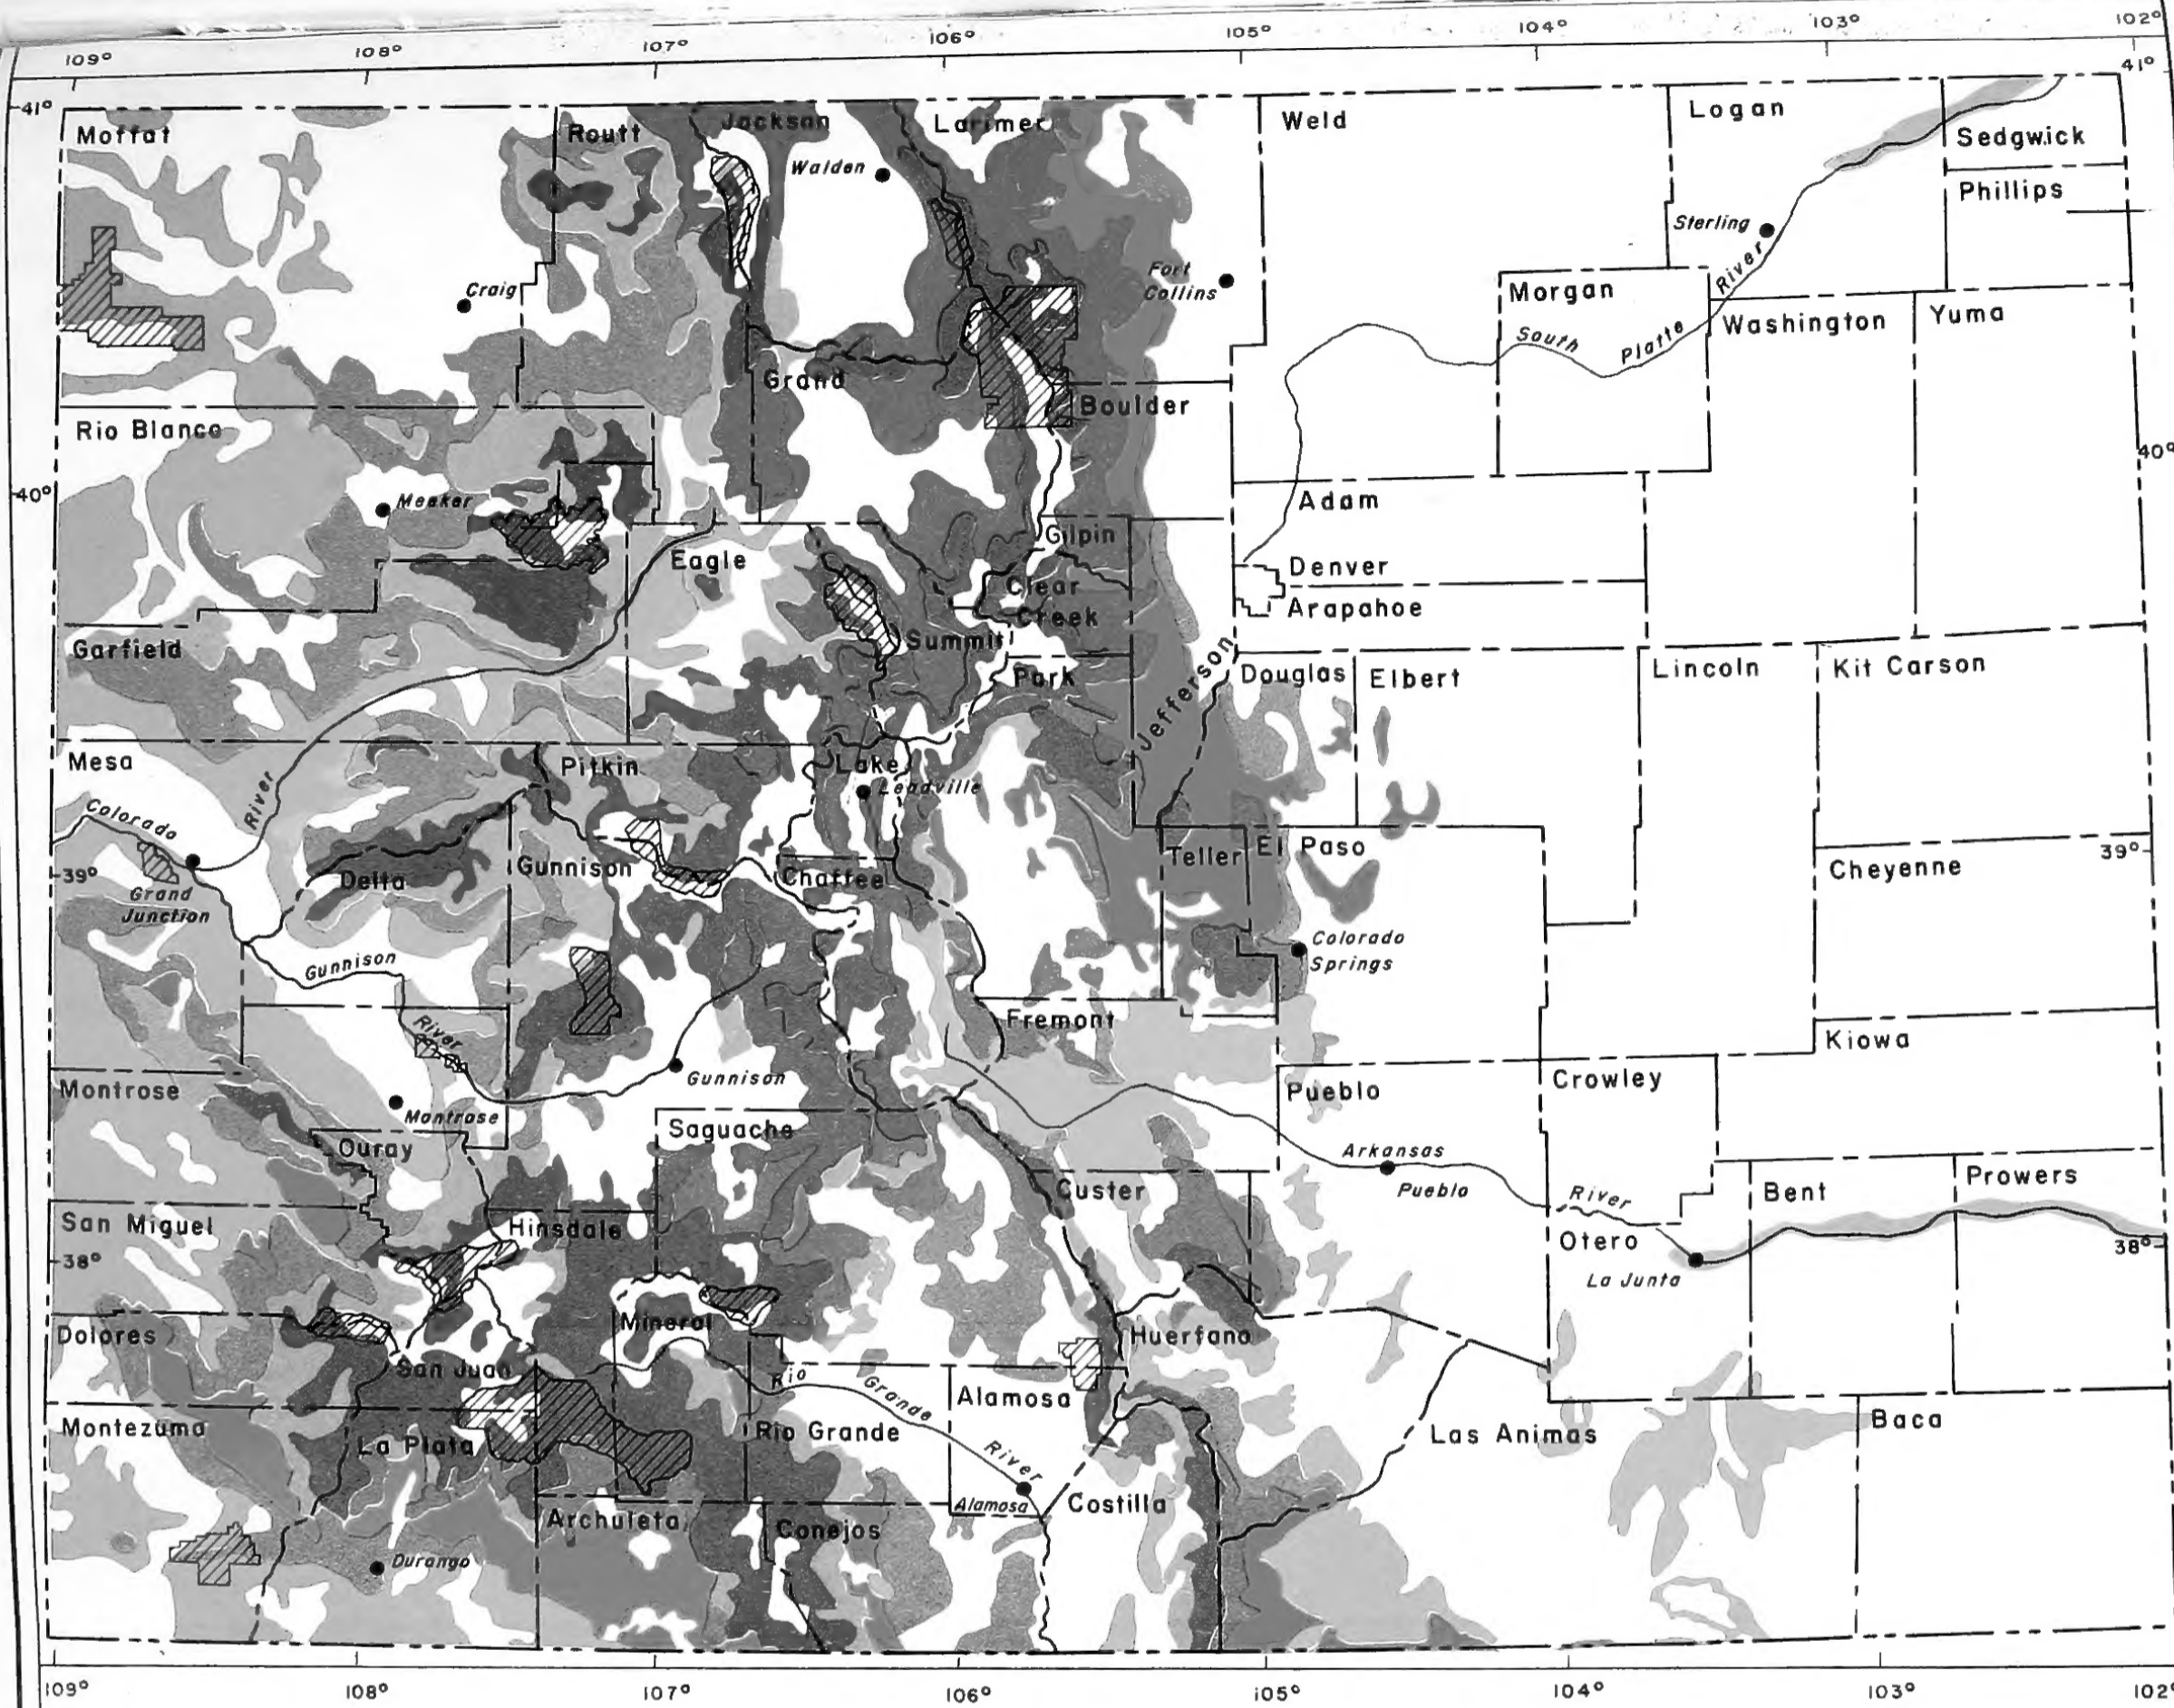 109° 108° 107° 106° 105° 104° 103° 102°
41° 41°
Moffat Routt Jackson Larimer Weld Logan
Sedgwick
Walden
Phillips
Sterling
Craig Fort
Collins
Morgan River
Washington Yuma
South Platte
Grand
Boulder
Rio Blanco
40° 40°
Meeker Adam
Gilpin
Eagle Denver
Clear
Creek Arapahoe
Garfield Summit
Park Jefferson Douglas Elbert Lincoln Kit Carson
Mesa Pitkin Lake
Leadville
Colorado River
Teller El Paso
39° Grand
Junction Delta Gunnison Chaffee Cheyenne 39°
Colorado
Springs
Gunnison
River Fremont
Kiowa
Montrose Gunnison Pueblo Crowley
Montrose
Ouray Saguache
Arkansas
Pueblo River
Custer Bent Prowers
San Miguel Hinsdale
Otero
38° 38°
La Junta
Dolores Mineral Huerfano
San Juan Rio Grande
Alamosa
Montezuma La Plata Rio Grande River Las Animas Baca
Alamosa Costilla
Archuleta Conejos
Durango
109° 108° 107° 106° 105° 104° 103° 102°